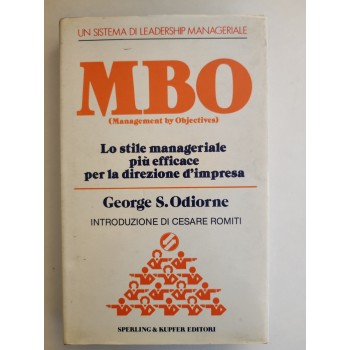 UN SISTEMA DI LEADERSHIP MANAGERIALE
MBO
(Management by Objectives)
Lo stile manageriale
più efficace
per la direzione d'impresa
George S. Odiorne
INTRODUZIONE DI CESARE ROMITI
S
SPERLING & KUPFER EDITORI